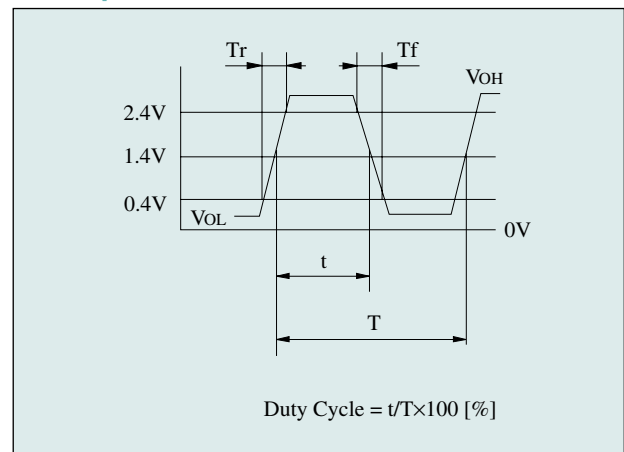 Tr Tf
VOH
2.4V
1.4V
0.4V
VOL
0V
t
T
Duty Cycle = t/T×100 [%]